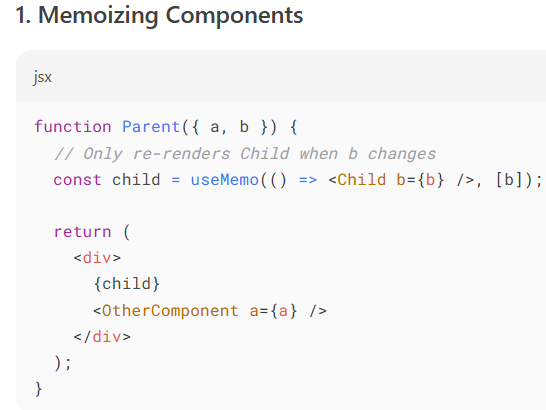 1. Memoizing Components
jsx
function Parent({ a, b }) {
  // Only re-renders Child when b changes
  const child = useMemo(() => <Child b={b} />, [b]);

  return (
    <div>
      {child}
      <OtherComponent a={a} />
    </div>
  );
}